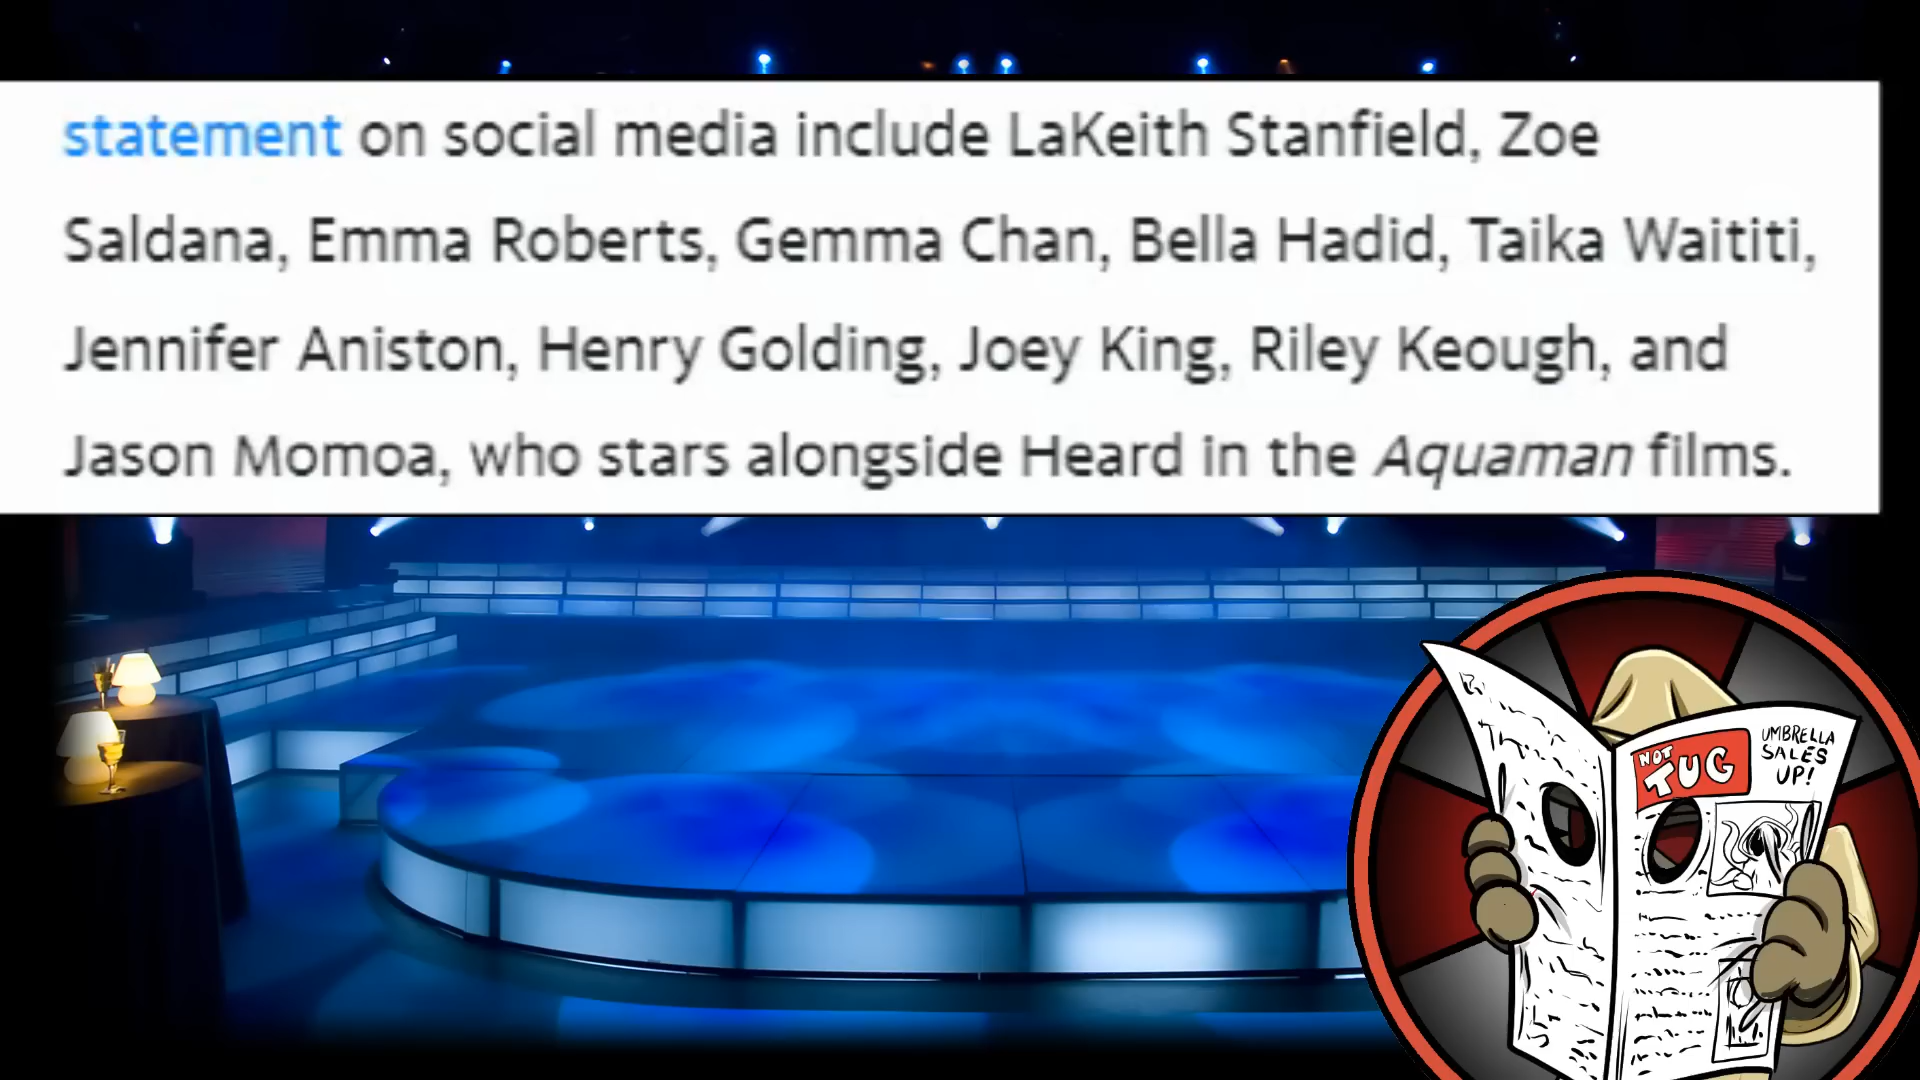 statement on social media include LaKeith Stanfield, Zoe
Saldana, Emma Roberts, Gemma Chan, Bella Hadid, Taika Waititi,
Jennifer Aniston, Henry Golding, Joey King, Riley Keough, and
Jason Momoa, who stars alongside Heard in the Aquaman films.
NOT
TUG
UMBRELLA
SALES
UP!